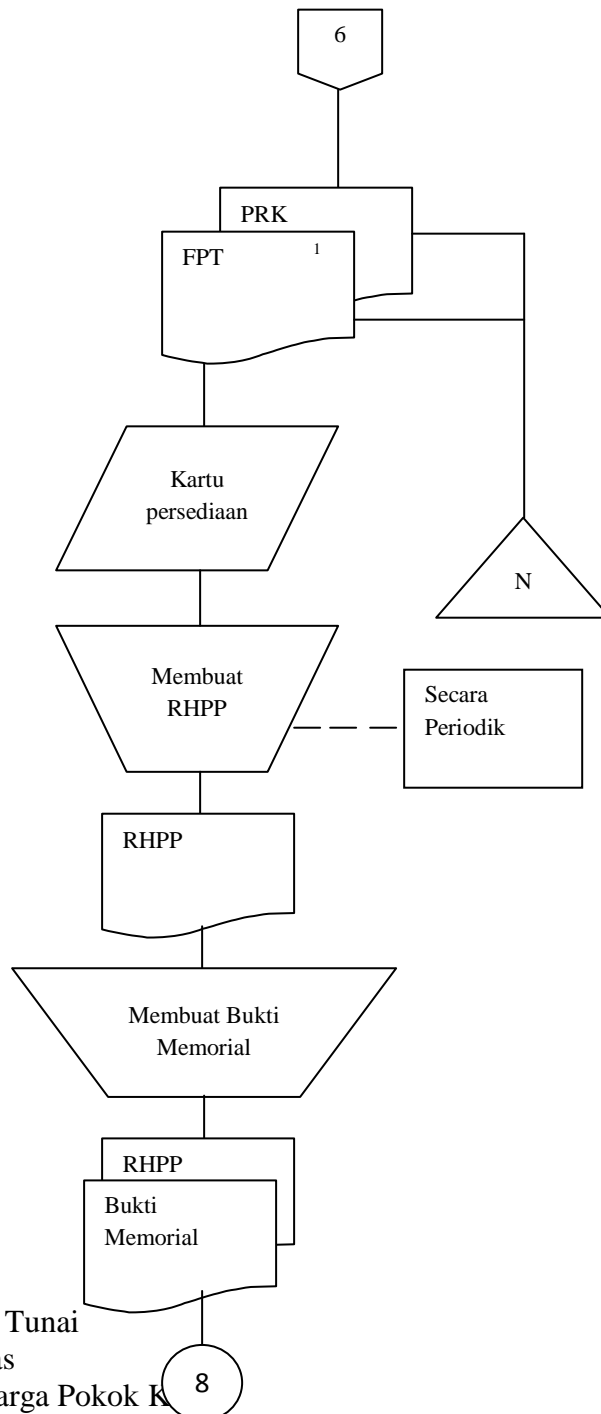 6
PRK
FPT 1
Kartu
persediaan
N
Membuat
RHPP
Secara
Periodik
RHPP
Membuat Bukti
Memorial
RHPP
Bukti
Memorial
Tunai
8
Pokok